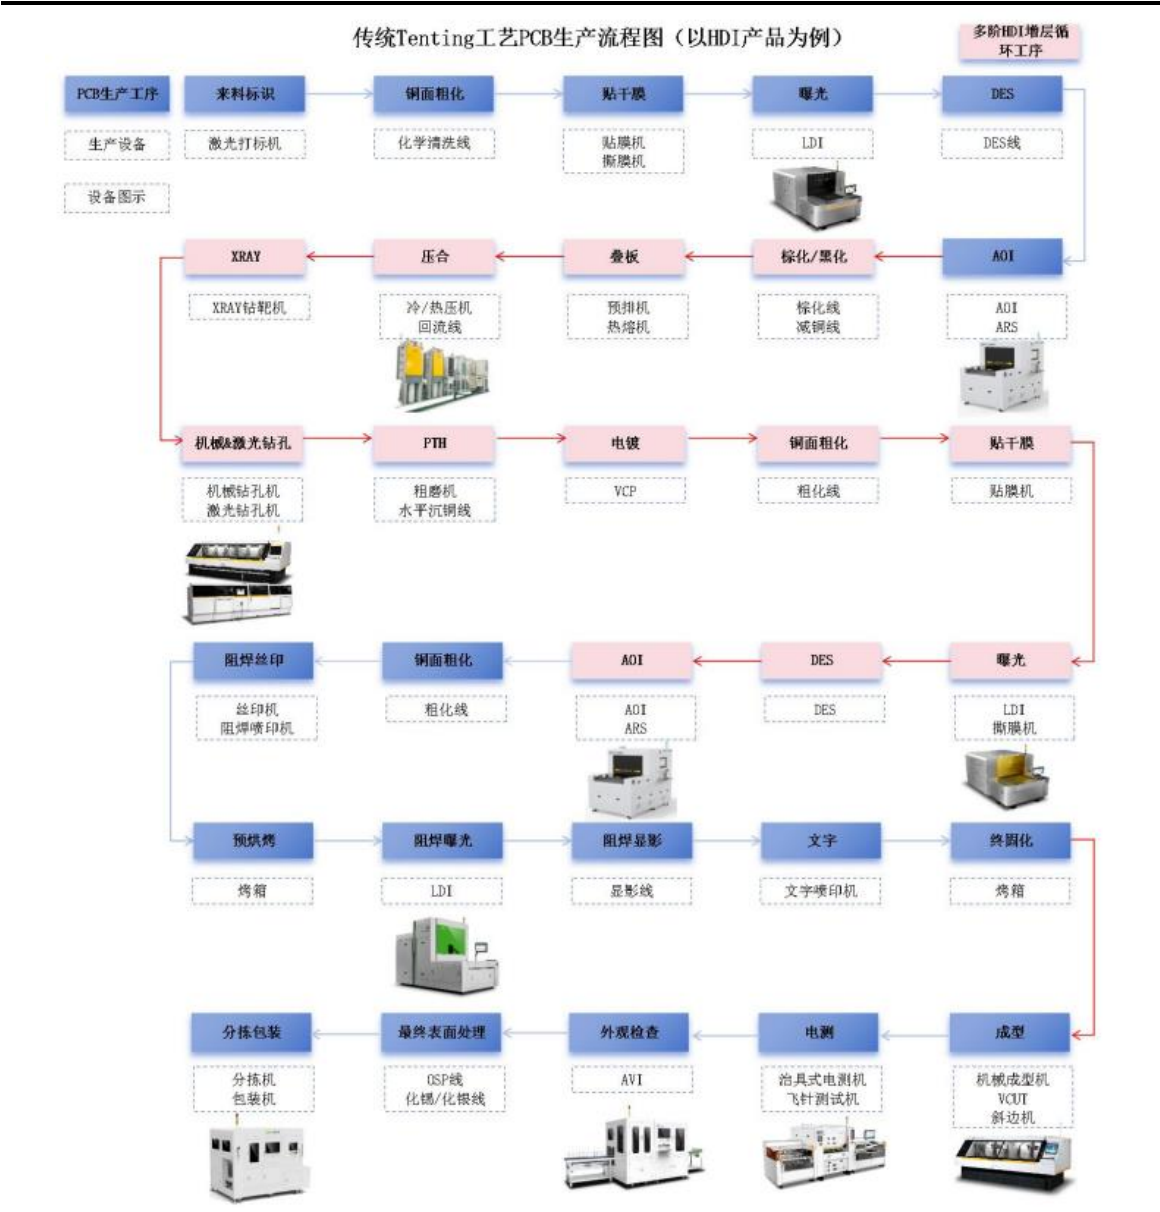 传统Tenting工艺PCB生产流程图（以HDI产品为例）
多阶HDI增层循
环工序
PCB生产工序
来料标识
铜面粗化
贴干膜
曝光
DES
生产设备
激光打标机
化学清洗线
贴膜机
撕膜机
LDI
DES线
设备图示
XRAY
压合
叠板
棕化/黑化
AOI
XRAY钻靶机
冷/热压机
回流线
预排机
热熔机
棕化线
减铜线
AOI
ARS
机械&激光钻孔
PTH
电镀
铜面粗化
贴干膜
机械钻孔机
激光钻孔机
粗磨机
水平沉铜线
VCP
粗化线
贴膜机
阻焊丝印
铜面粗化
AOI
DES
曝光
丝印机
阻焊喷印机
粗化线
AOI
ARS
DES
LDI
撕膜机
预烘烤
阻焊曝光
阻焊显影
文字
终固化
烤箱
LDI
显影线
文字喷印机
烤箱
分拣包装
最终表面处理
外观检查
电测
成型
分拣机
包装机
OSP线
化锡/化银线
AVI
治具式电测机
飞针测试机
机械成型机
VCUT
斜边机